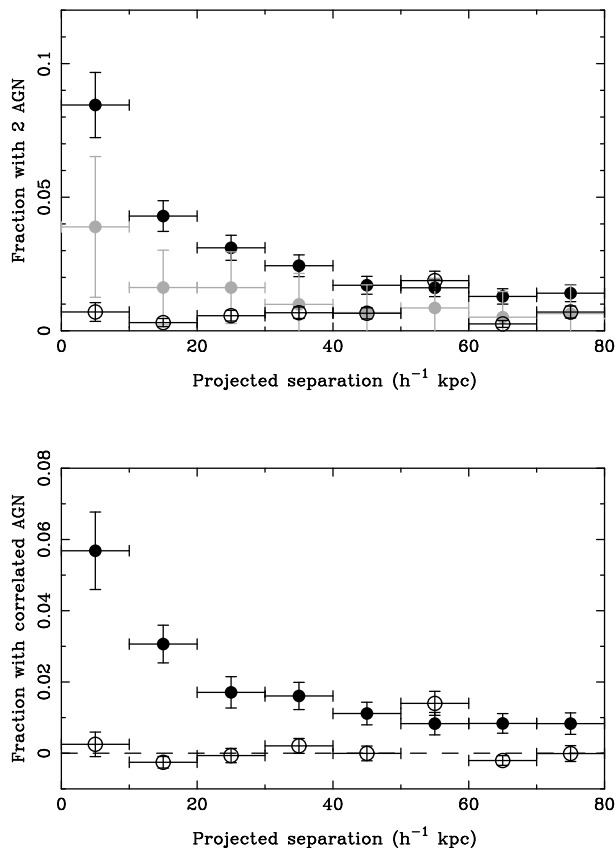 Fraction with 2 AGN
0.1
0.05
0
0 20 40 60 80
Projected separation (h⁻¹ kpc)
Fraction with correlated AGN
0.08
0.06
0.04
0.02
0
0 20 40 60 80
Projected separation (h⁻¹ kpc)